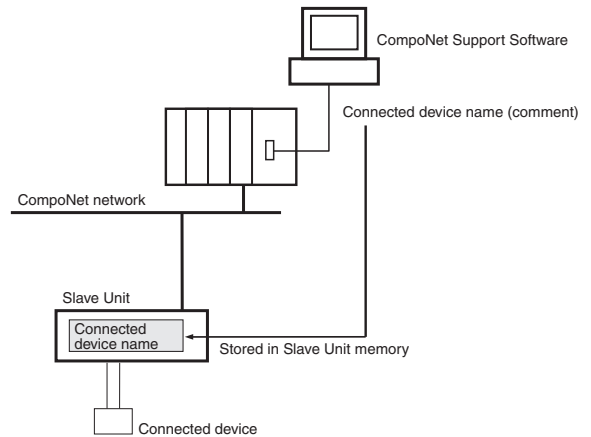 CompoNet Support Software
Connected device name (comment)
CompoNet network
Slave Unit
Connected
device name
Stored in Slave Unit memory
Connected device